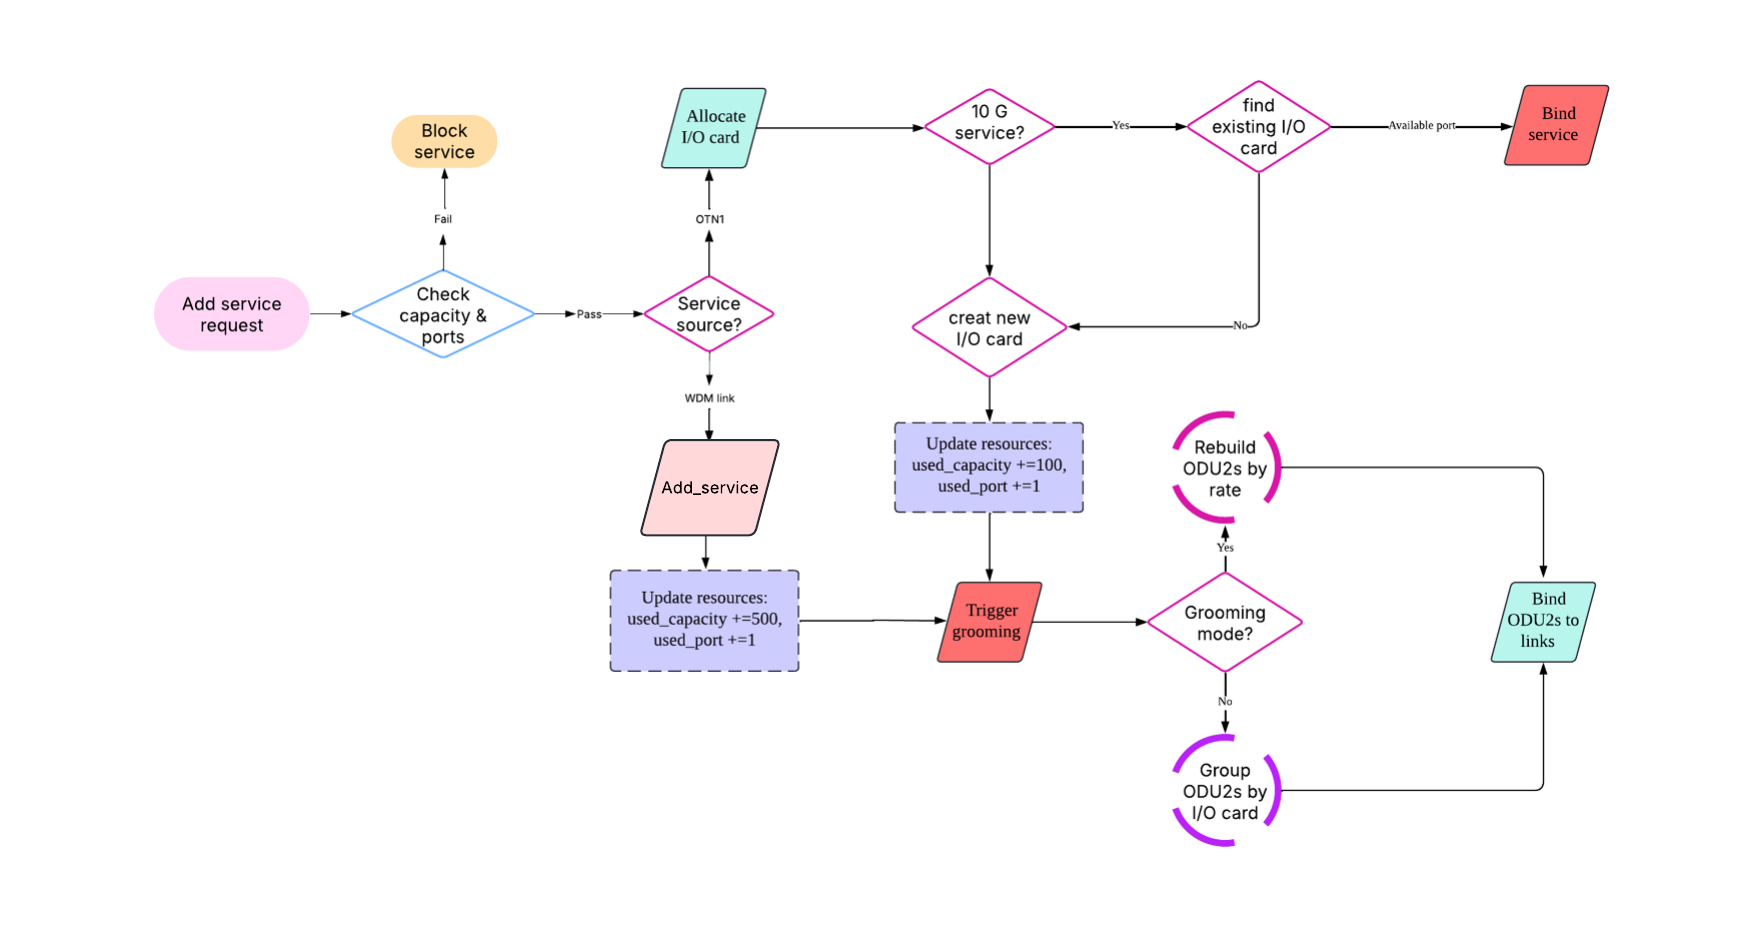 Add service
request
Check
capacity &
ports
Fail
Block
service
Pass
Service
source?
OTN1
Allocate
I/O card
10 G
service?
Yes
find
existing I/O
card
Available port
Bind
service
No
creat new
I/O card
Update resources:
used_capacity +=100,
used_port +=1
WDM link
Add_service
Update resources:
used_capacity +=500,
used_port +=1
Trigger
grooming
Grooming
mode?
Yes
Rebuild
ODU2s by
rate
No
Group
ODU2s by
I/O card
Bind
ODU2s to
links